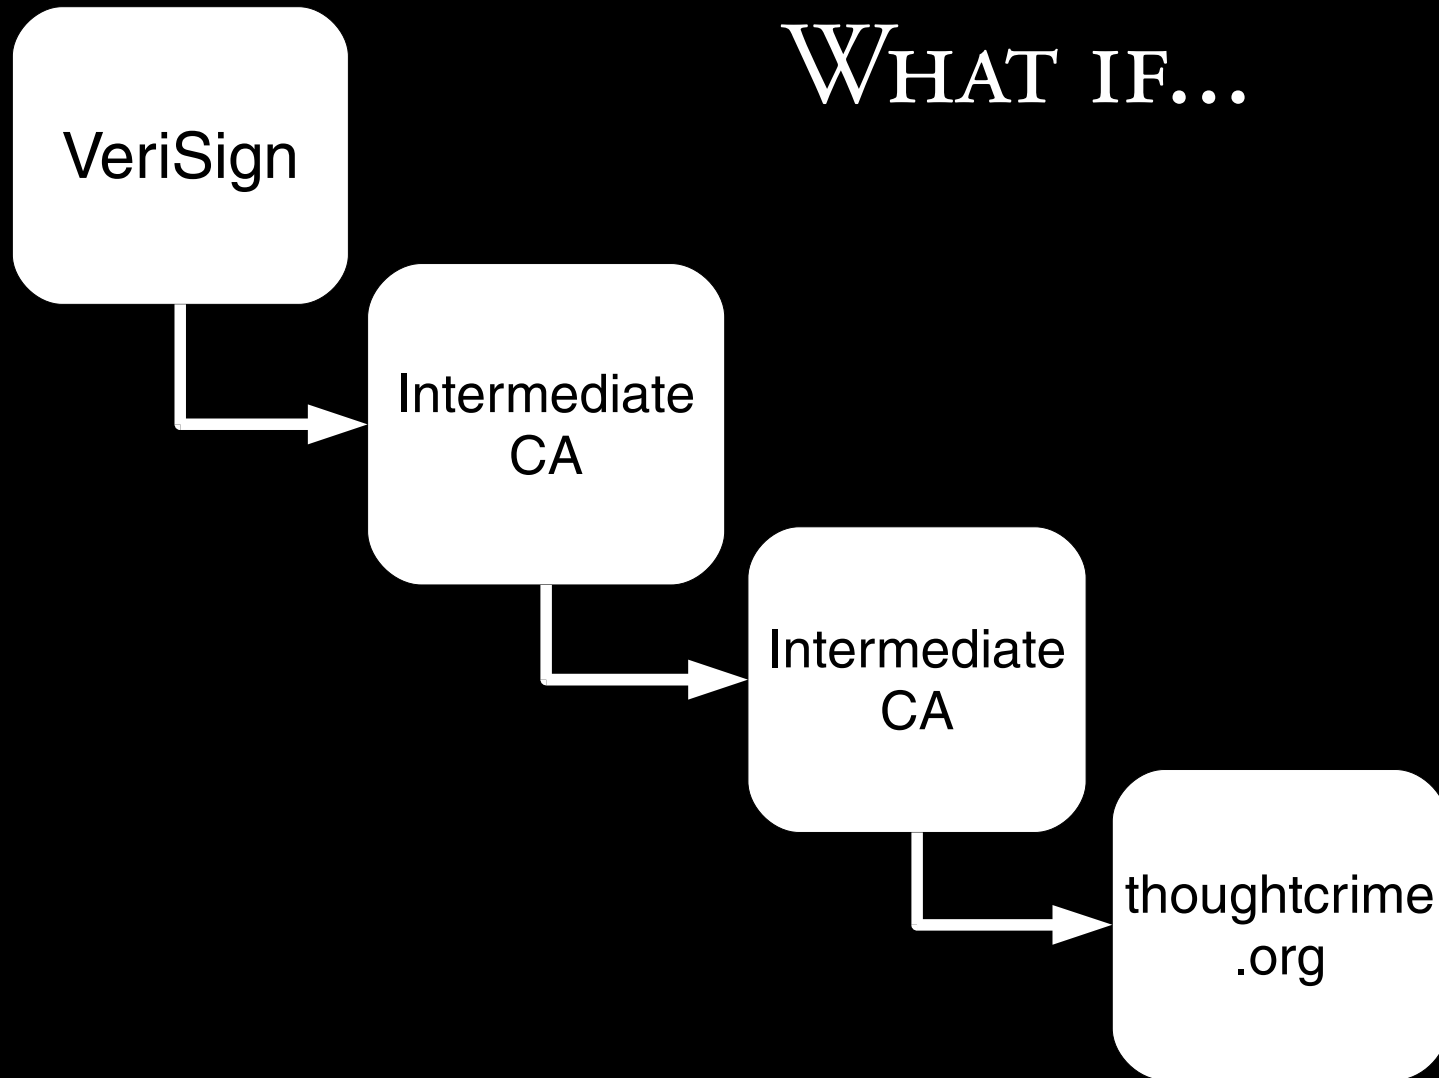 WHAT IF...
VeriSign
Intermediate
CA
Intermediate
CA
thoughtcrime
.org